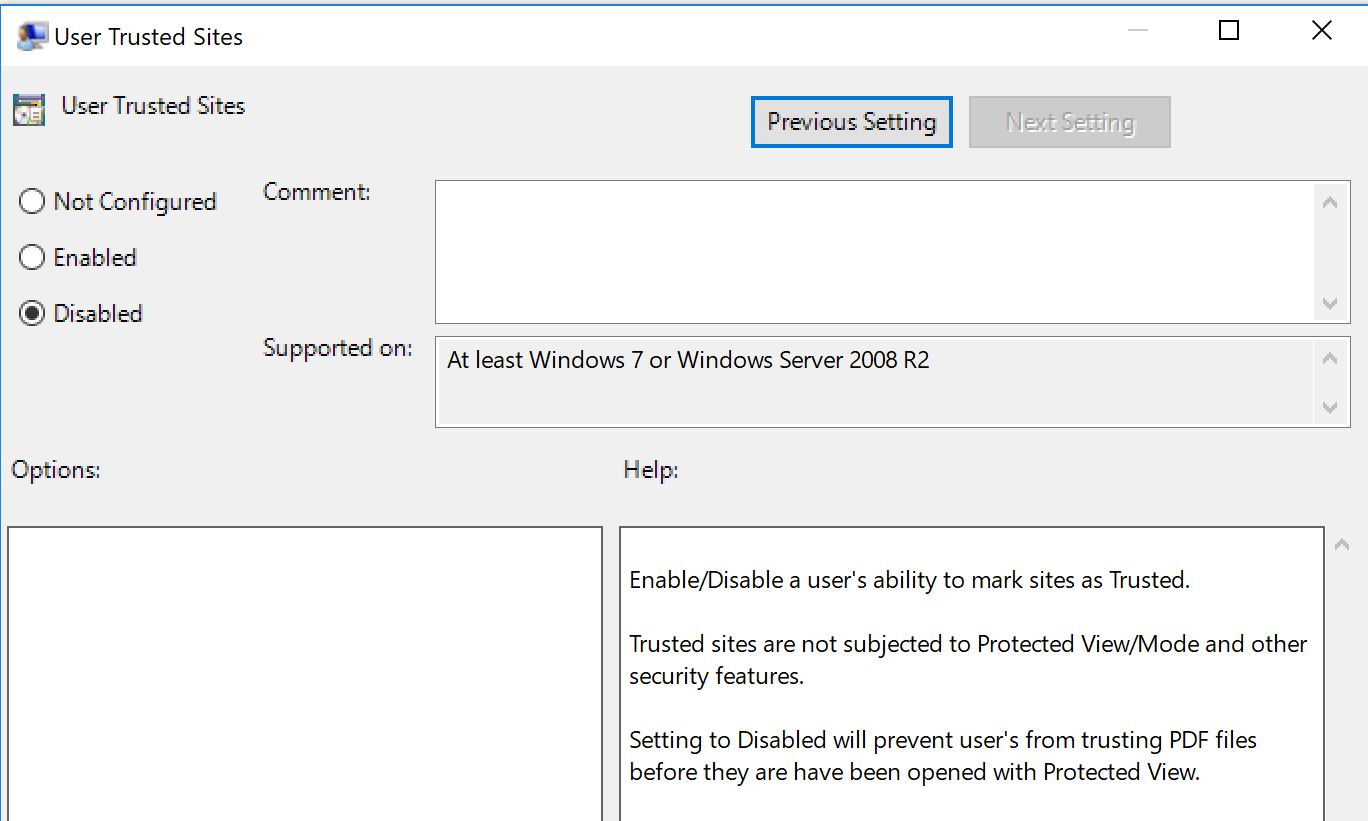 User Trusted Sites
User Trusted Sites
Previous Setting
Next Setting
Not Configured
Comment:
Enabled
Disabled
Supported on:
At least Windows 7 or Windows Server 2008 R2
Options:
Help:
Enable/Disable a user's ability to mark sites as Trusted.
Trusted sites are not subjected to Protected View/Mode and other
security features.
Setting to Disabled will prevent user's from trusting PDF files
before they are have been opened with Protected View.